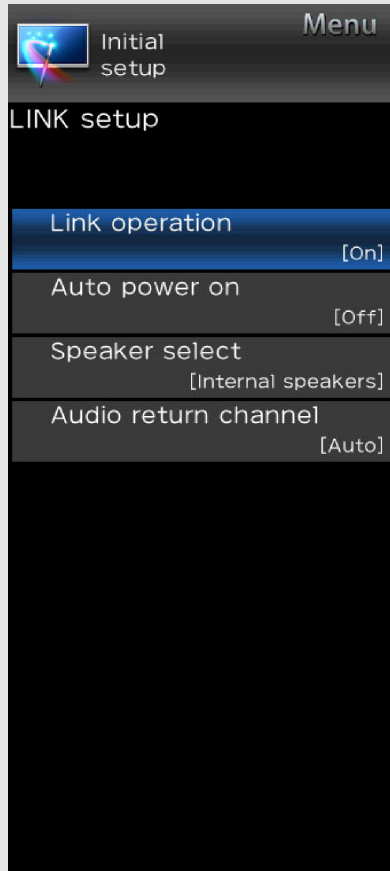 Menu
Initial
setup
LINK setup
Link operation
[On]
Auto power on
[Off]
Speaker select
[Internal speakers]
Audio return channel
[Auto]